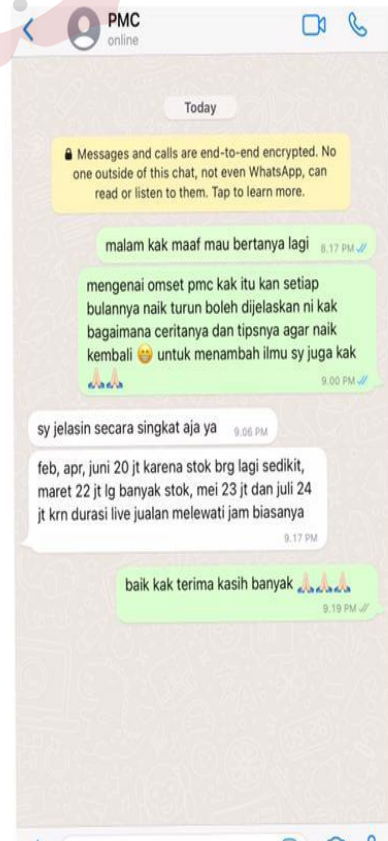 PMC
online
Today
Messages and calls are end-to-end encrypted. No
one outside of this chat, not even WhatsApp, can
read or listen to them. Tap to learn more.
malam kak maaf mau bertanya lagi 8.17 PM
mengenai omset pmc kak itu kan setiap
bulannya naik turun boleh dijelaskan ni kak
bagaimana ceritanya dan tipsnya agar naik
kembali 😁 untuk menambah ilmu sy juga kak
🙏🏻🙏🏻 9.00 PM
sy jelasin secara singkat aja ya 9.06 PM
feb, apr, juni 20 jt karena stok brg lagi sedikit,
maret 22 jt lg banyak stok, mei 23 jt dan juli 24
jt krn durasi live jualan melewati jam biasanya
9.17 PM
baik kak terima kasih banyak 🙏🏻🙏🏻🙏🏻
9.19 PM